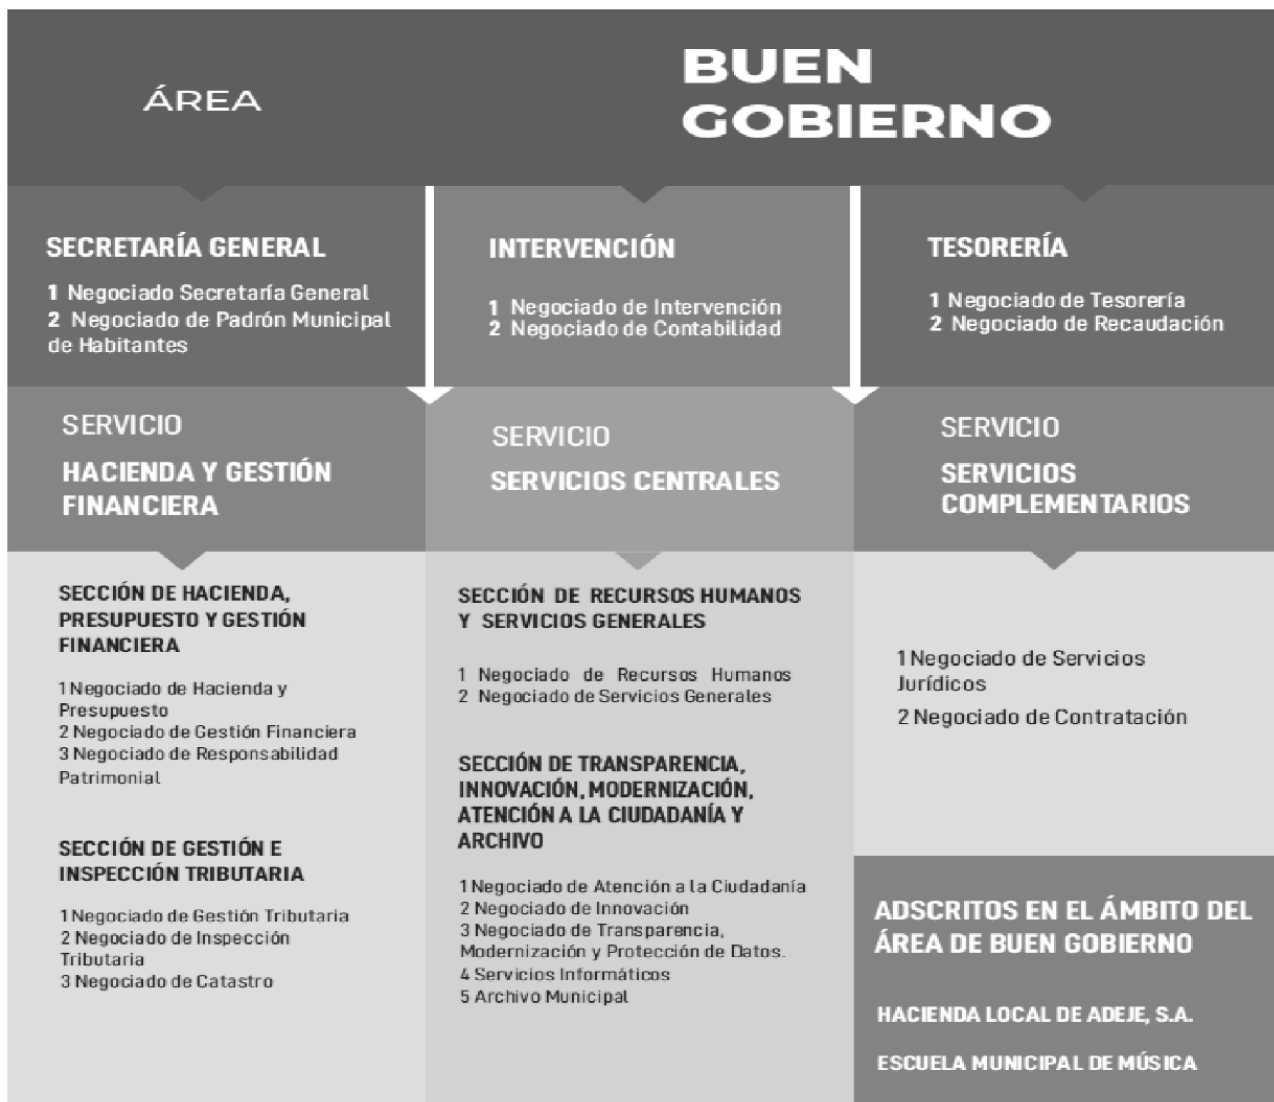 ÁREA
BUEN
GOBIERNO
SECRETARÍA GENERAL
1 Negociado Secretaría General
2 Negociado de Padrón Municipal
de Habitantes
INTERVENCIÓN
1 Negociado de Intervención
2 Negociado de Contabilidad
TESORERÍA
1 Negociado de Tesorería
2 Negociado de Recaudación
SERVICIO
HACIENDA Y GESTIÓN
FINANCIERA
SERVICIO
SERVICIOS CENTRALES
SERVICIO
SERVICIOS
COMPLEMENTARIOS
SECCIÓN DE HACIENDA,
PRESUPUESTO Y GESTIÓN
FINANCIERA
1 Negociado de Hacienda y
Presupuesto
2 Negociado de Gestión Financiera
3 Negociado de Responsabilidad
Patrimonial
SECCIÓN DE GESTIÓN E
INSPECCIÓN TRIBUTARIA
1 Negociado de Gestión Tributaria
2 Negociado de Inspección
Tributaria
3 Negociado de Catastro
SECCIÓN DE RECURSOS HUMANOS
Y SERVICIOS GENERALES
1 Negociado de Recursos Humanos
2 Negociado de Servicios Generales
SECCIÓN DE TRANSPARENCIA,
INNOVACIÓN, MODERNIZACIÓN,
ATENCIÓN A LA CIUDADANÍA Y
ARCHIVO
1 Negociado de Atención a la Ciudadanía
2 Negociado de Innovación
3 Negociado de Transparencia,
Modernización y Protección de Datos.
4 Servicios Informáticos
5 Archivo Municipal
1 Negociado de Servicios
Jurídicos
2 Negociado de Contratación
ADSCRITOS EN EL ÁMBITO DEL
ÁREA DE BUEN GOBIERNO
HACIENDA LOCAL DE ADEJE, S.A.
ESCUELA MUNICIPAL DE MÚSICA